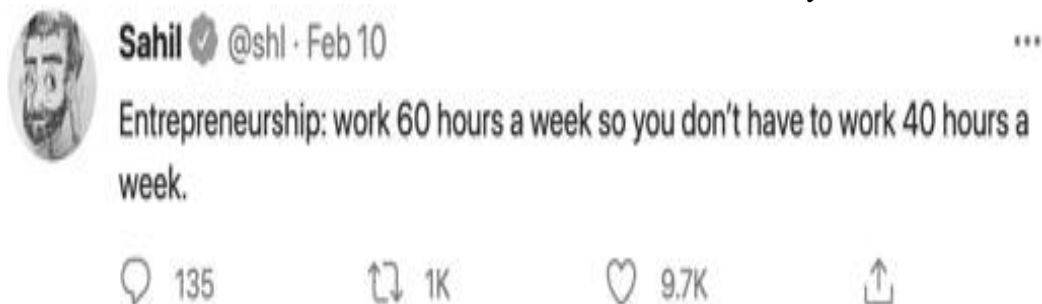 Sahil @shl · Feb 10
Entrepreneurship: work 60 hours a week so you don’t have to work 40 hours a
week.
135 1K 9.7K